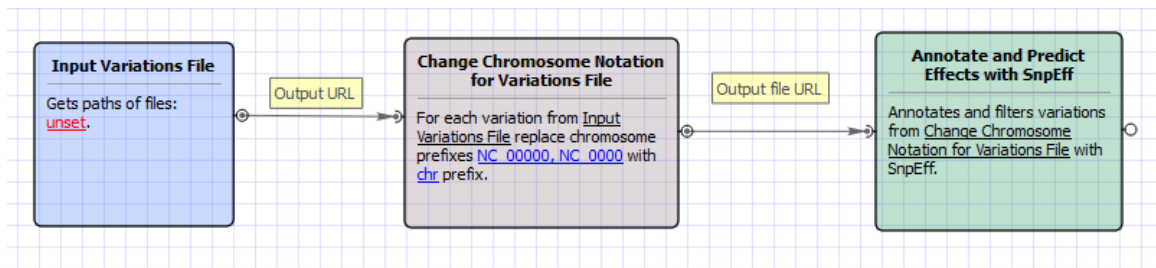 Input Variations File
Gets paths of files:
unset.
Output URL
Change Chromosome Notation
for Variations File
For each variation from Input
Variations File replace chromosome
prefixes NC_00000, NC_0000 with
chr prefix.
Output file URL
Annotate and Predict
Effects with SnpEff
Annotates and filters variations
from Change Chromosome
Notation for Variations File with
SnpEff.